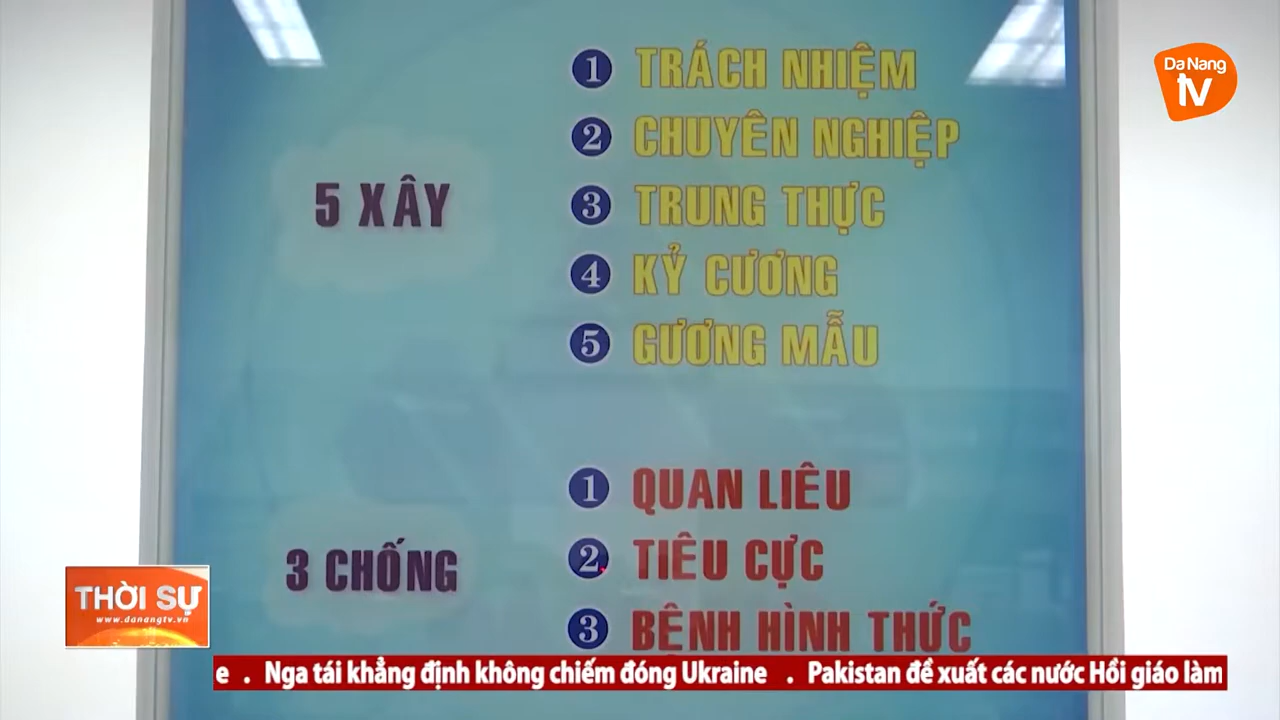 Da Nang
tv
5 XÂY
1 TRÁCH NHIỆM
2 CHUYÊN NGHIỆP
3 TRUNG THỰC
4 KỶ CƯƠNG
5 GƯƠNG MẪU
3 CHỐNG
1 QUAN LIÊU
2 TIÊU CỰC
3 BỆNH HÌNH THỨC
THỜI SỰ
www.danangtv.vn
e . Nga tái khẳng định không chiếm đóng Ukraine . Pakistan đề xuất các nước Hồi giáo làm